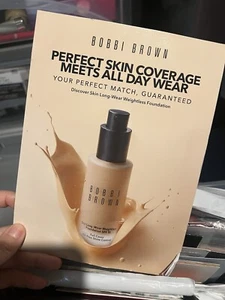 BOBBI BROWN
PERFECT SKIN COVERAGE
MEETS ALL DAY WEAR
YOUR PERFECT MATCH, GUARANTEED
Discover Skin Long-Wear Weightless Foundation
BOBBI
BROWN